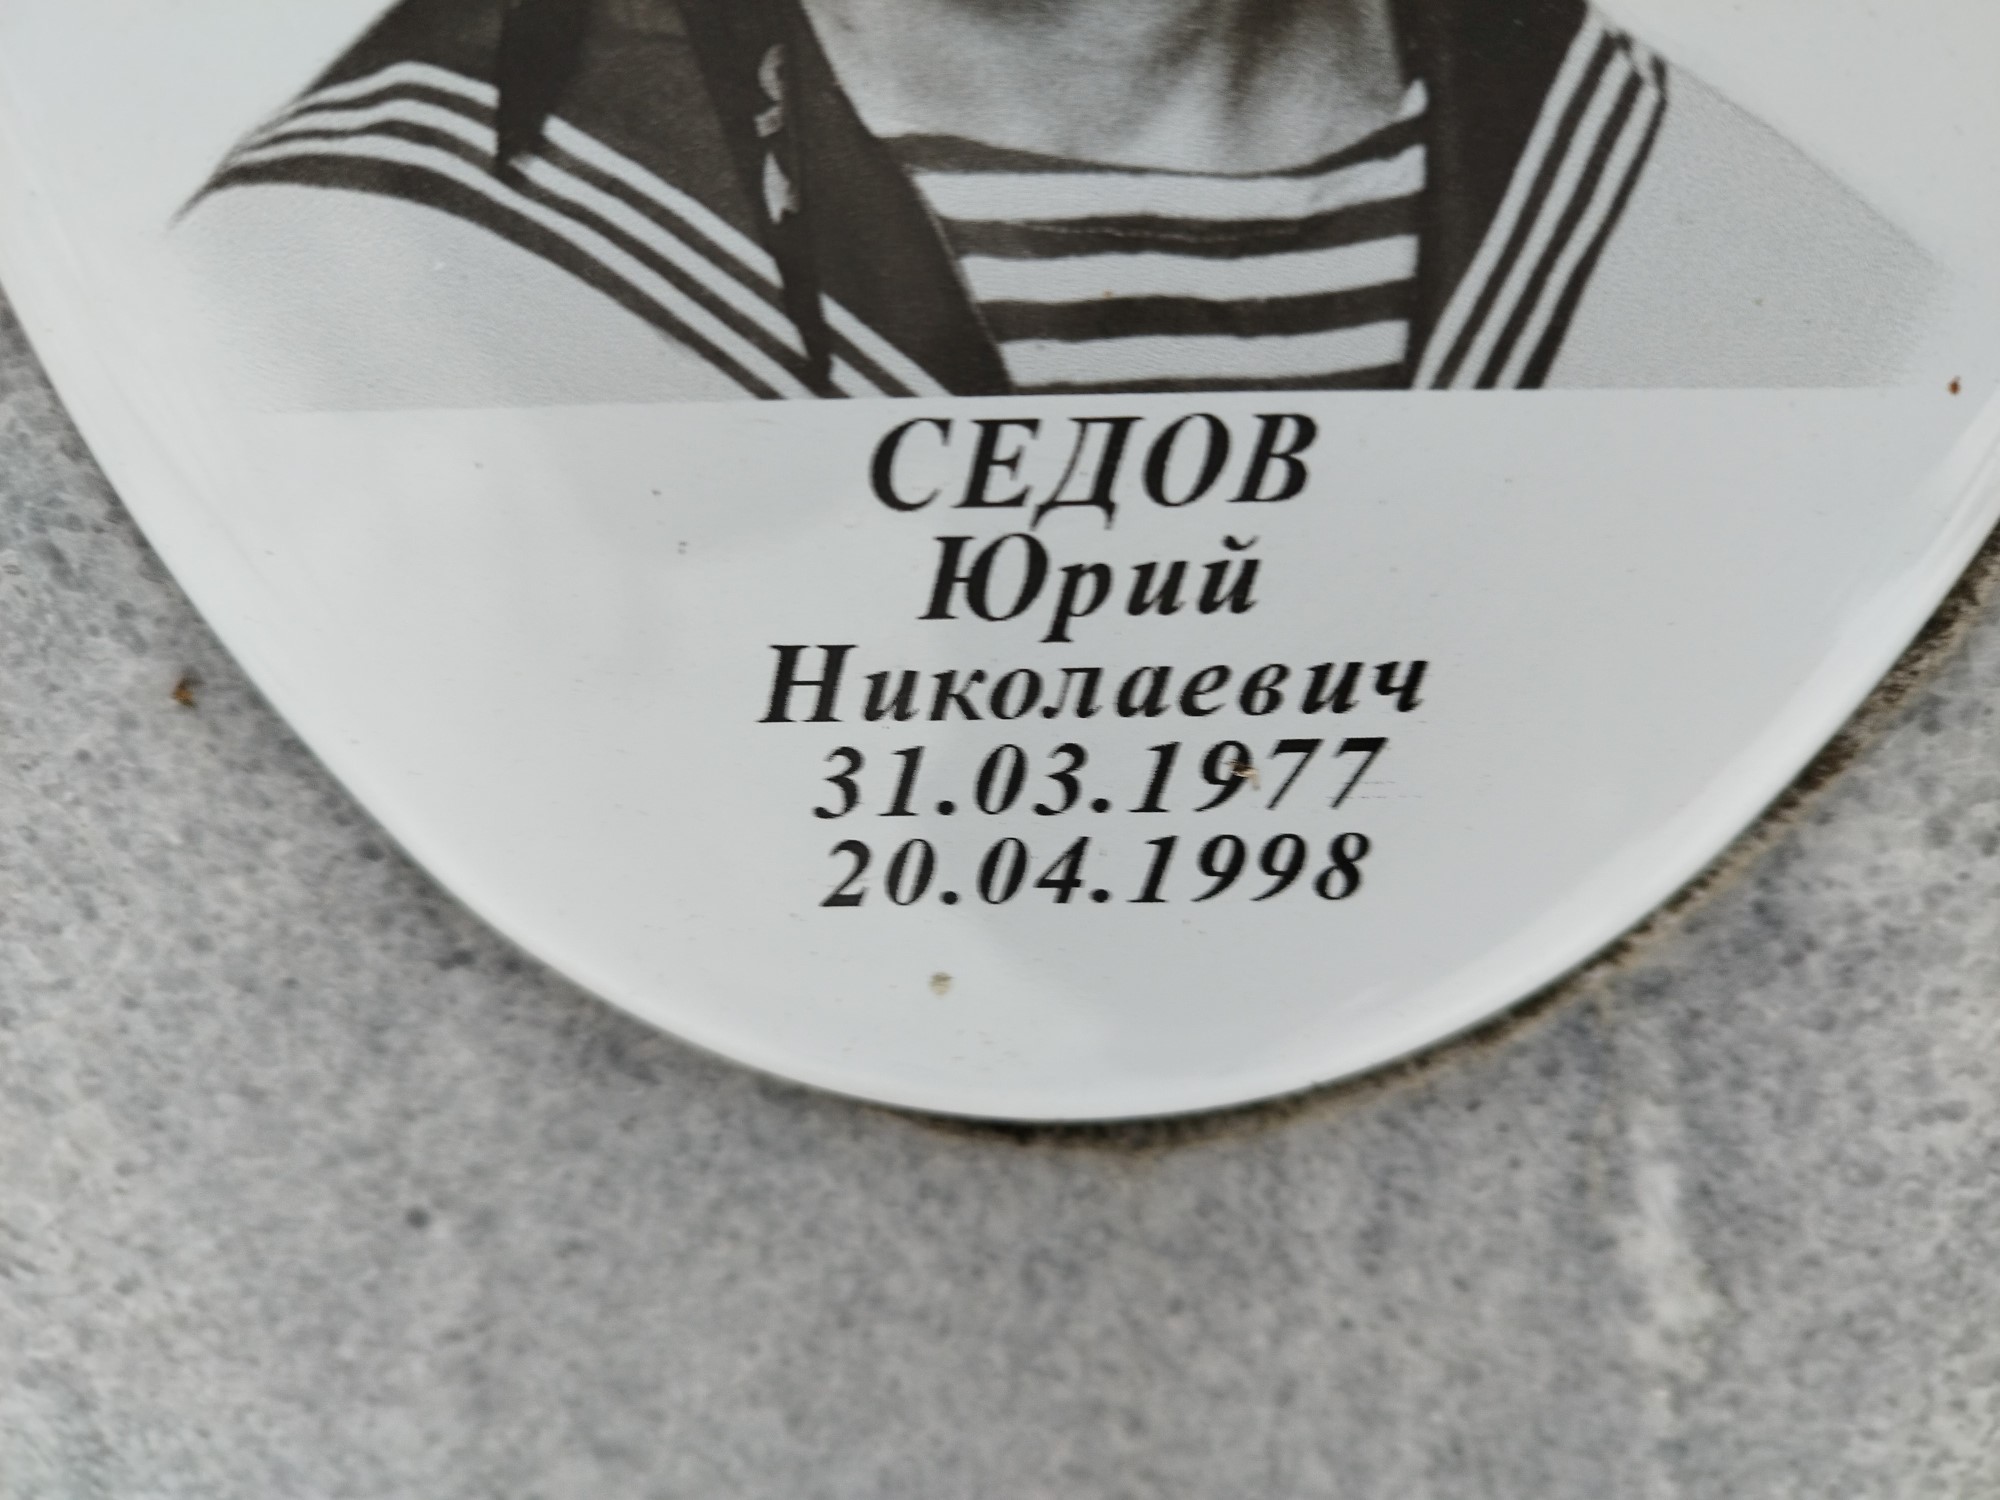 СЕДОВ
Юрий
Николаевич
31.03.1977
20.04.1998